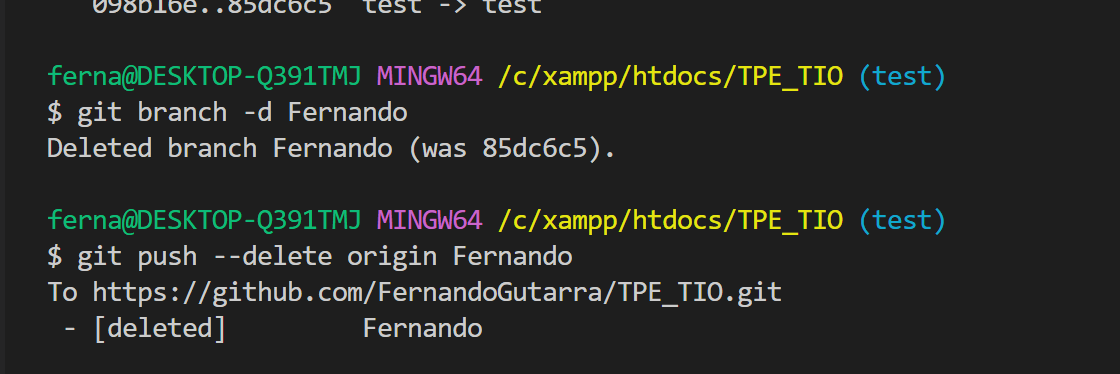 098b16e..85dc6c5  test -> test
ferna@DESKTOP-Q391TMJ MINGW64 /c/xampp/htdocs/TPE_TIO (test)
$ git branch -d Fernando
Deleted branch Fernando (was 85dc6c5).
ferna@DESKTOP-Q391TMJ MINGW64 /c/xampp/htdocs/TPE_TIO (test)
$ git push --delete origin Fernando
To https://github.com/FernandoGutarra/TPE_TIO.git
 - [deleted]         Fernando